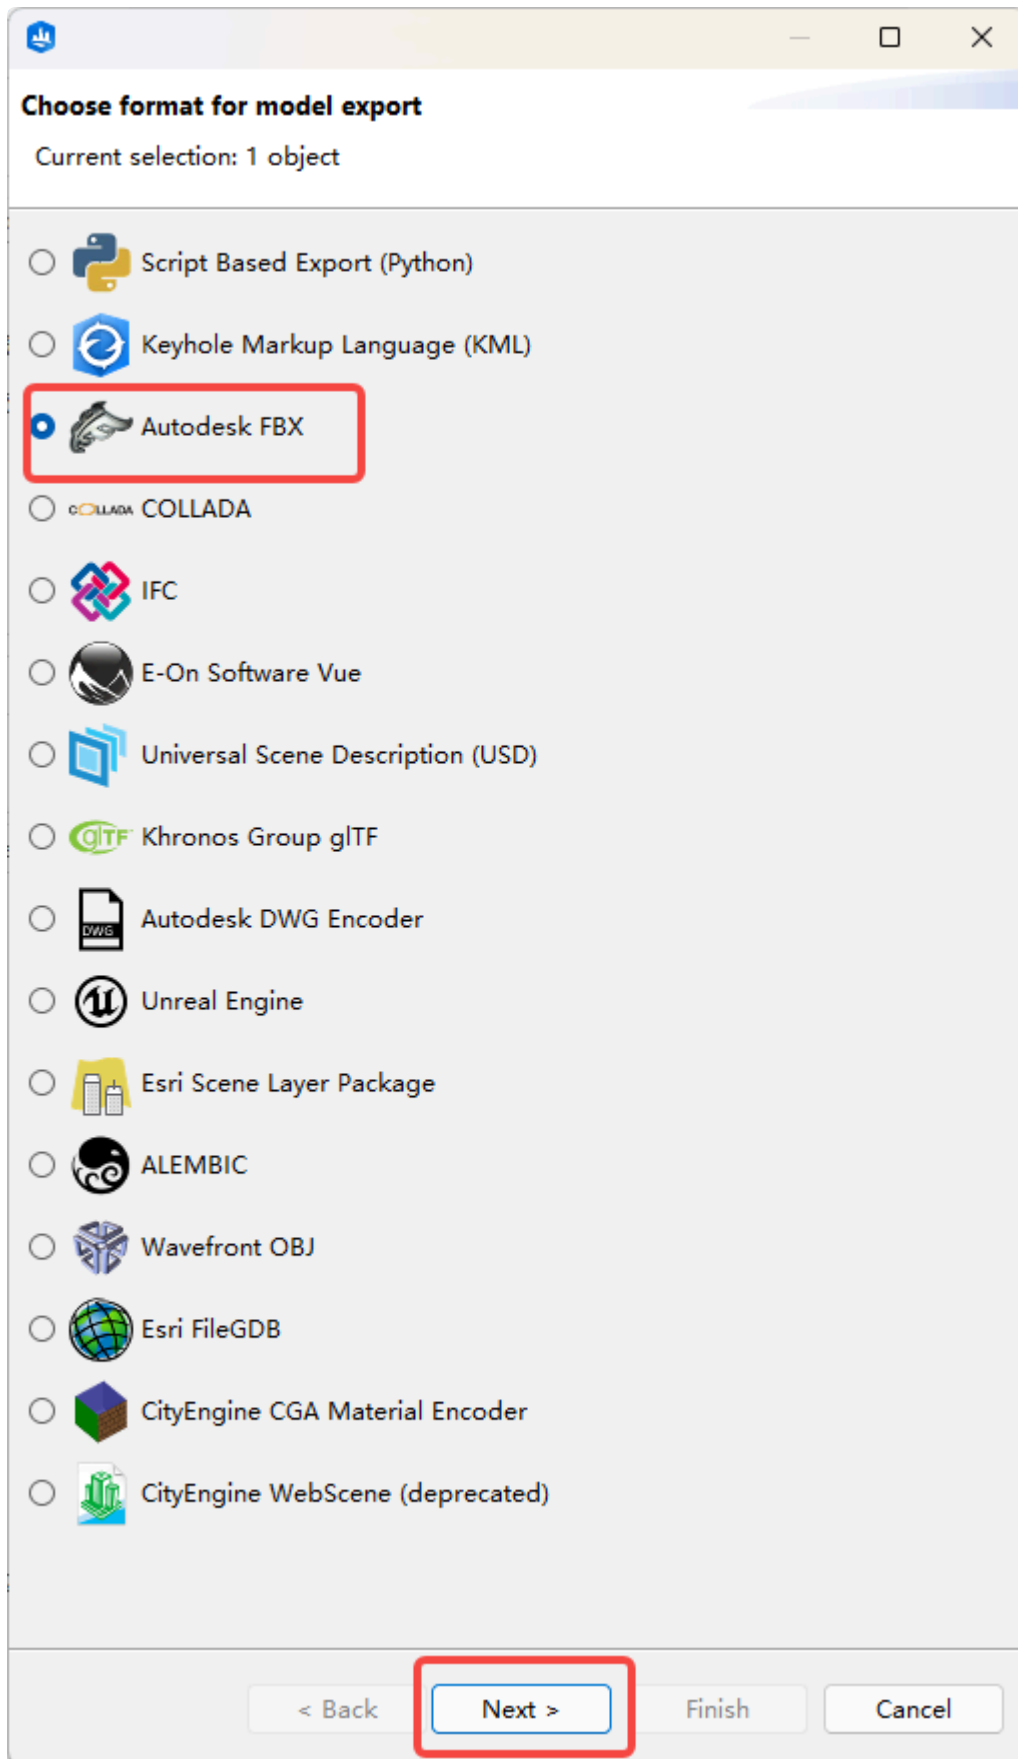 Choose format for model export
Current selection: 1 object
Script Based Export (Python)
Keyhole Markup Language (KML)
Autodesk FBX
COLLADA COLLADA
IFC
E-On Software Vue
Universal Scene Description (USD)
glTF Khronos Group glTF
DWG Autodesk DWG Encoder
Unreal Engine
Esri Scene Layer Package
ALEMBIC
Wavefront OBJ
Esri FileGDB
CityEngine CGA Material Encoder
CityEngine WebScene (deprecated)
< Back Next > Finish Cancel